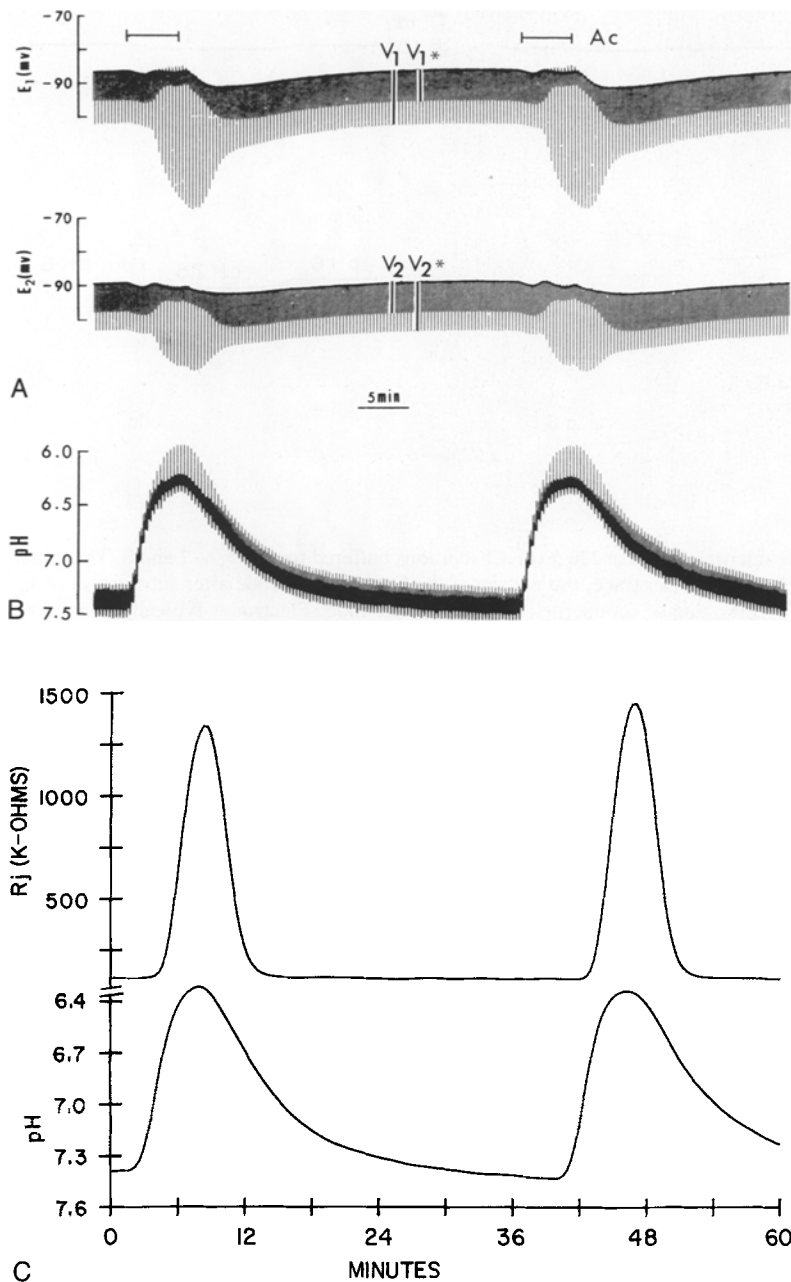 -70
Ac
V1 V1*
E1(mv)
-90
-70
V2 V2*
E2(mv)
-90
A
5min
6.0
6.5
pH
7.0
B
7.5
1500
1000
Rj (K-OHMS)
500
6.4
6.7
7.0
pH
7.3
7.6
0 12 24 36 48 60
C
MINUTES